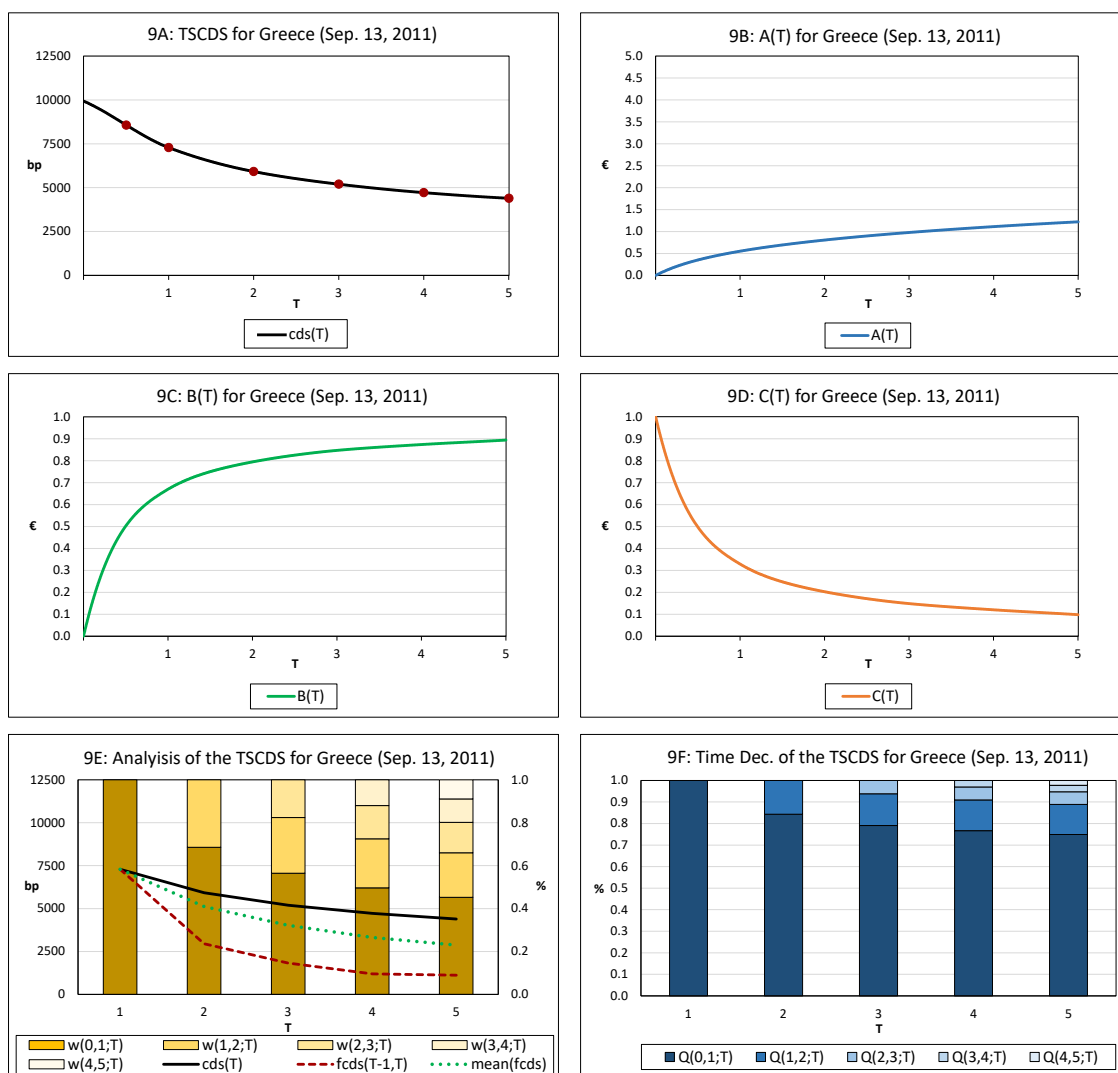 9A: TSCDS for Greece (Sep. 13, 2011)
12500
10000
7500
bp
5000
2500
0
1 2 3 4 5
T
cds(T)
9B: A(T) for Greece (Sep. 13, 2011)
5.0
4.5
4.0
3.5
3.0
€
2.5
2.0
1.5
1.0
0.5
0.0
1 2 3 4 5
T
A(T)
9C: B(T) for Greece (Sep. 13, 2011)
1.0
0.9
0.8
0.7
0.6
€
0.5
0.4
0.3
0.2
0.1
0.0
1 2 3 4 5
T
B(T)
9D: C(T) for Greece (Sep. 13, 2011)
1.0
0.9
0.8
0.7
0.6
€
0.5
0.4
0.3
0.2
0.1
0.0
1 2 3 4 5
T
C(T)
9E: Analyisis of the TSCDS for Greece (Sep. 13, 2011)
12500 1.0
10000 0.8
7500 0.6
bp %
5000 0.4
2500 0.2
0 0.0
1 2 3 4 5
T
w(0,1;T) w(1,2;T) w(2,3;T) w(3,4;T)
w(4,5;T) cds(T) fcds(T-1,T) mean(fcds)
9F: Time Dec. of the TSCDS for Greece (Sep. 13, 2011)
1.0
0.9
0.8
0.7
0.6
%
0.5
0.4
0.3
0.2
0.1
0.0
1 2 3 4 5
T
Q(0,1;T) Q(1,2;T) Q(2,3;T) Q(3,4;T) Q(4,5;T)